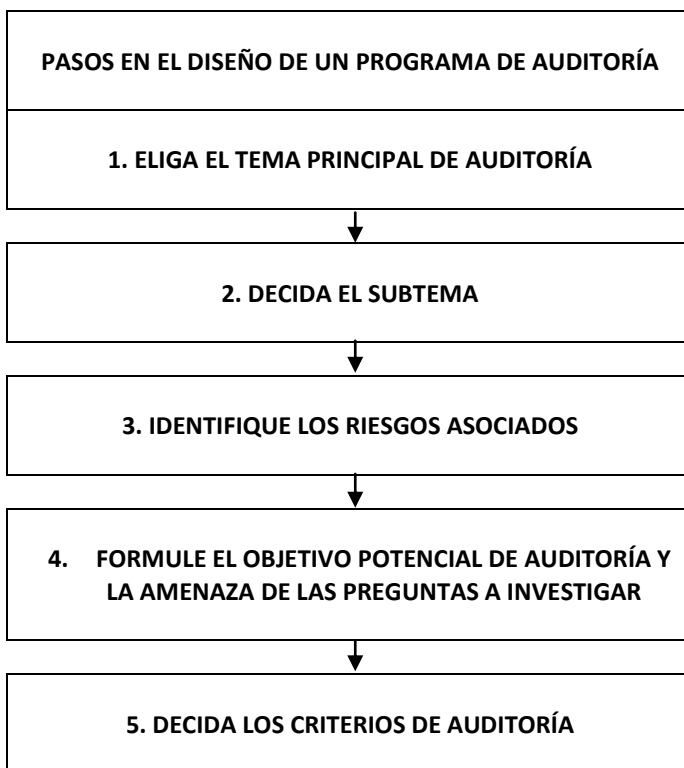 PASOS EN EL DISEÑO DE UN PROGRAMA DE AUDITORÍA
1. ELIGA EL TEMA PRINCIPAL DE AUDITORÍA
2. DECIDA EL SUBTEMA
3. IDENTIFIQUE LOS RIESGOS ASOCIADOS
4. FORMULE EL OBJETIVO POTENCIAL DE AUDITORÍA Y
LA AMENAZA DE LAS PREGUNTAS A INVESTIGAR
5. DECIDA LOS CRITERIOS DE AUDITORÍA